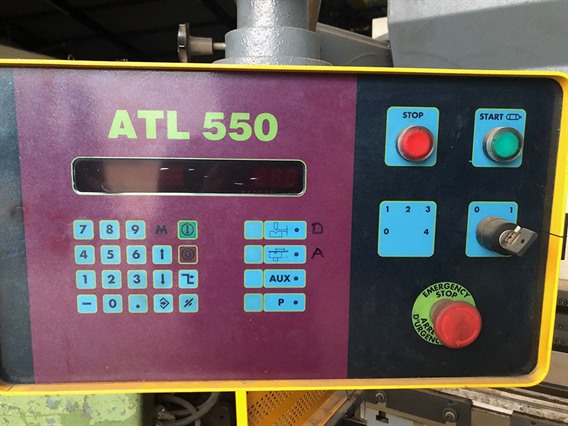 ATL 550
STOP
START
7 8 9 M
D
4 5 6
A
1 2 3
AUX
- 0 .
P
1 2 3
0 4
0 1
EMERGENCY
STOP
ARRET
D'URGENCE